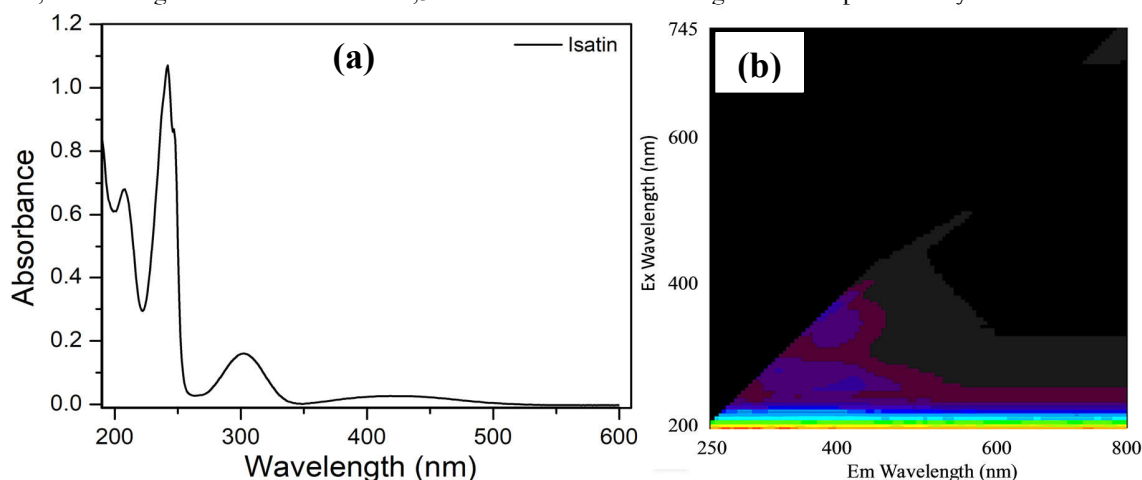 (a)
Isatin
Absorbance
1.2
1.0
0.8
0.6
0.4
0.2
0.0
200 300 400 500 600
Wavelength (nm)
(b)
Ex Wavelength (nm)
745
600
400
200
250 400 600 800
Em Wavelength (nm)